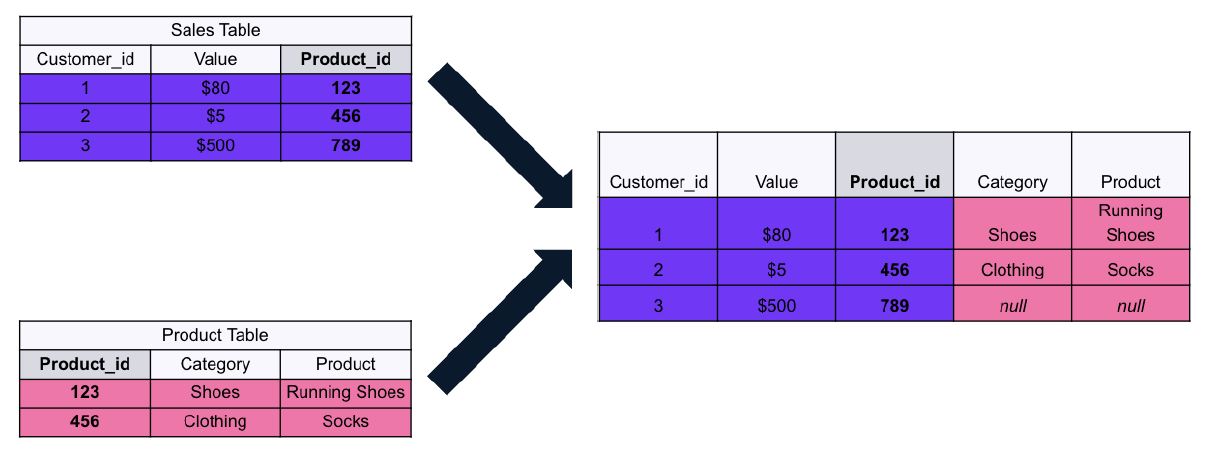 Sales Table
Customer_id Value Product_id
1 $80 123
2 $5 456
3 $500 789
Customer_id Value Product_id Category Product
1 $80 123 Shoes Running Shoes
2 $5 456 Clothing Socks
3 $500 789 null null
Product Table
Product_id Category Product
123 Shoes Running Shoes
456 Clothing Socks